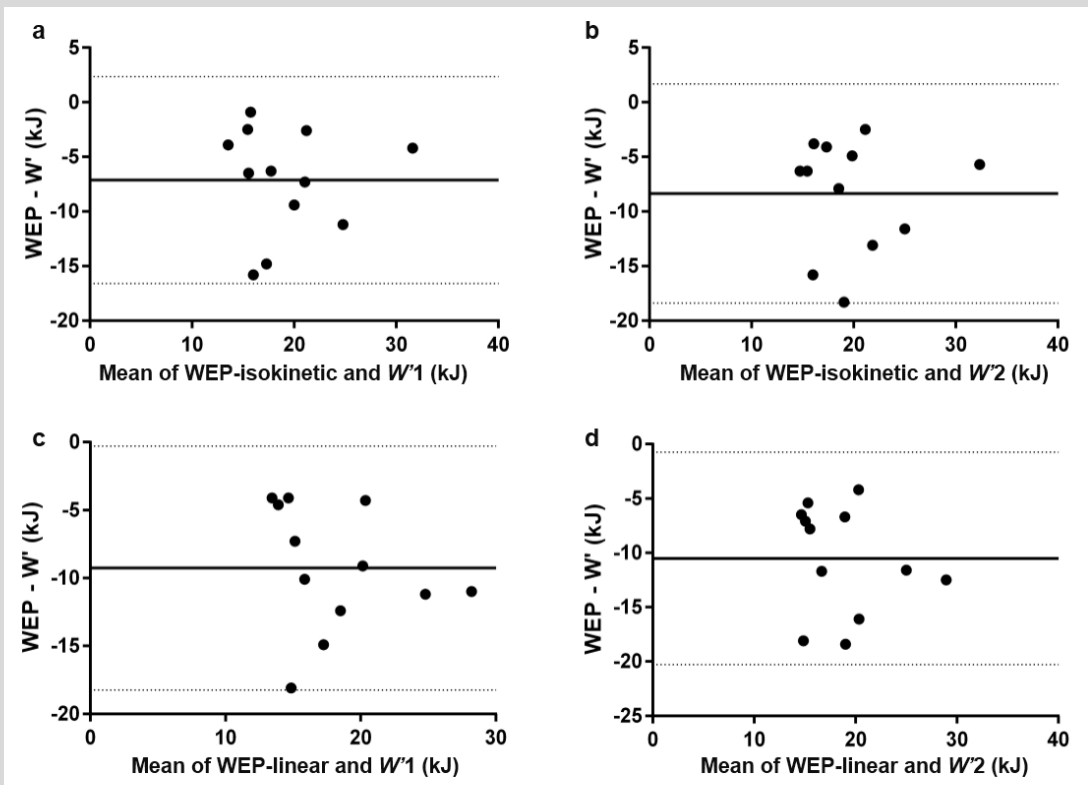 a
5
0
-5
-10
-15
-20
WEP - W' (kJ)
0 10 20 30 40
Mean of WEP-isokinetic and W'1 (kJ)
b
5
0
-5
-10
-15
-20
WEP - W' (kJ)
0 10 20 30 40
Mean of WEP-isokinetic and W'2 (kJ)
c
0
-5
-10
-15
-20
WEP - W' (kJ)
0 10 20 30
Mean of WEP-linear and W'1 (kJ)
d
0
-5
-10
-15
-20
-25
WEP - W' (kJ)
0 10 20 30 40
Mean of WEP-linear and W'2 (kJ)